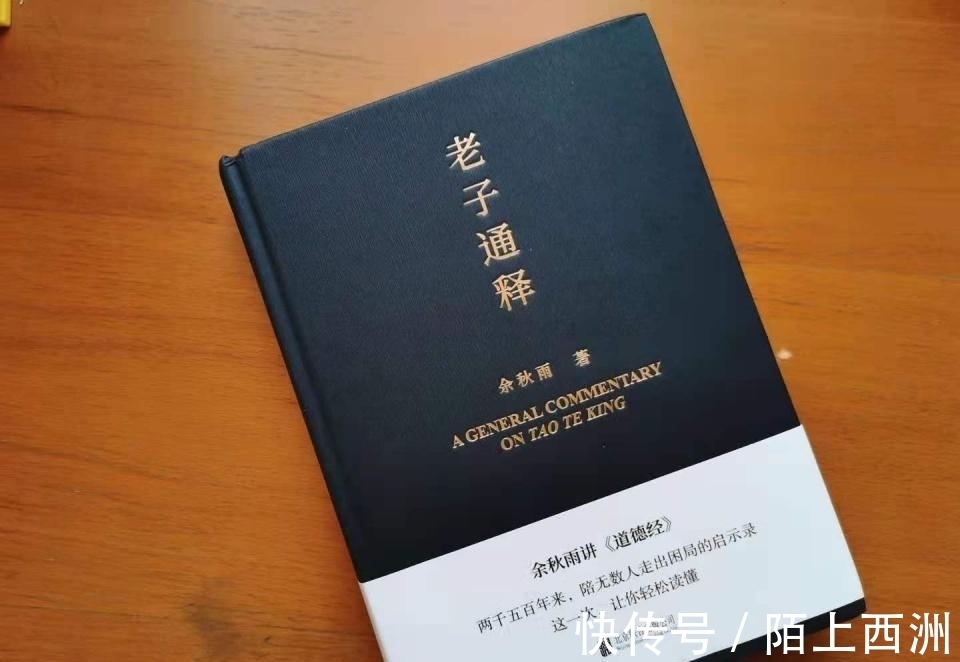 老子通释
余秋雨 著
A GENERAL COMMENTARY
ON TAO TE KING
余秋雨讲《道德经》
两千五百年来，陪无数人走出困局的启示录
这一次，让你轻松读懂
快传号 / 陌上西洲